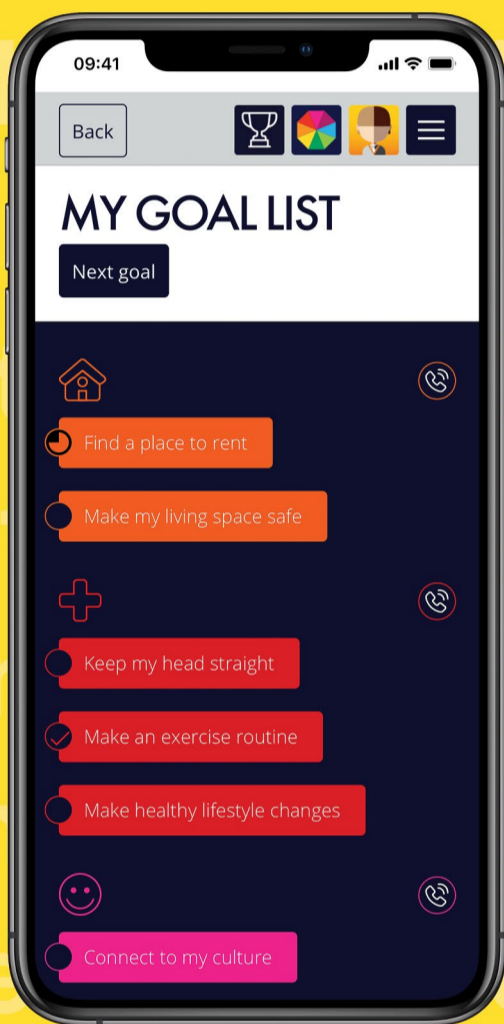 09:41
Back
MY GOAL LIST
Next goal
Find a place to rent
Make my living space safe
Keep my head straight
Make an exercise routine
Make healthy lifestyle changes
Connect to my culture